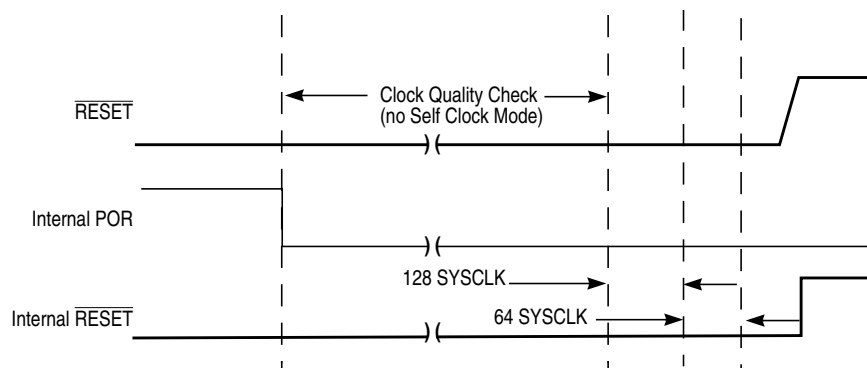 Clock Quality Check
(no Self Clock Mode)
RESET
Internal POR
128 SYSCLK
64 SYSCLK
Internal RESET